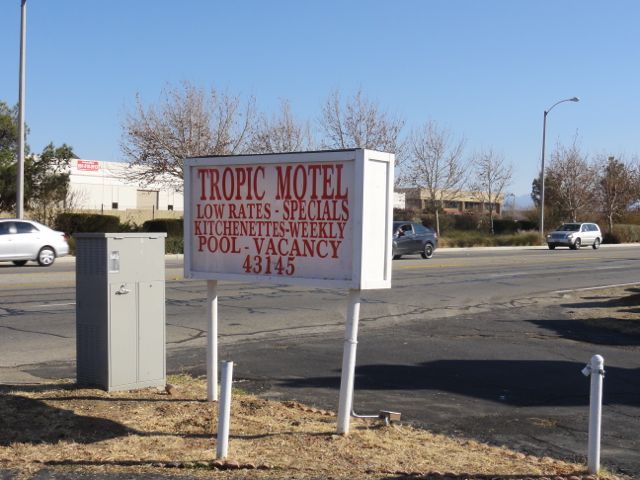 TROPIC MOTEL
LOW RATES - SPECIALS
KITCHENETTES-WEEKLY
POOL - VACANCY
43145